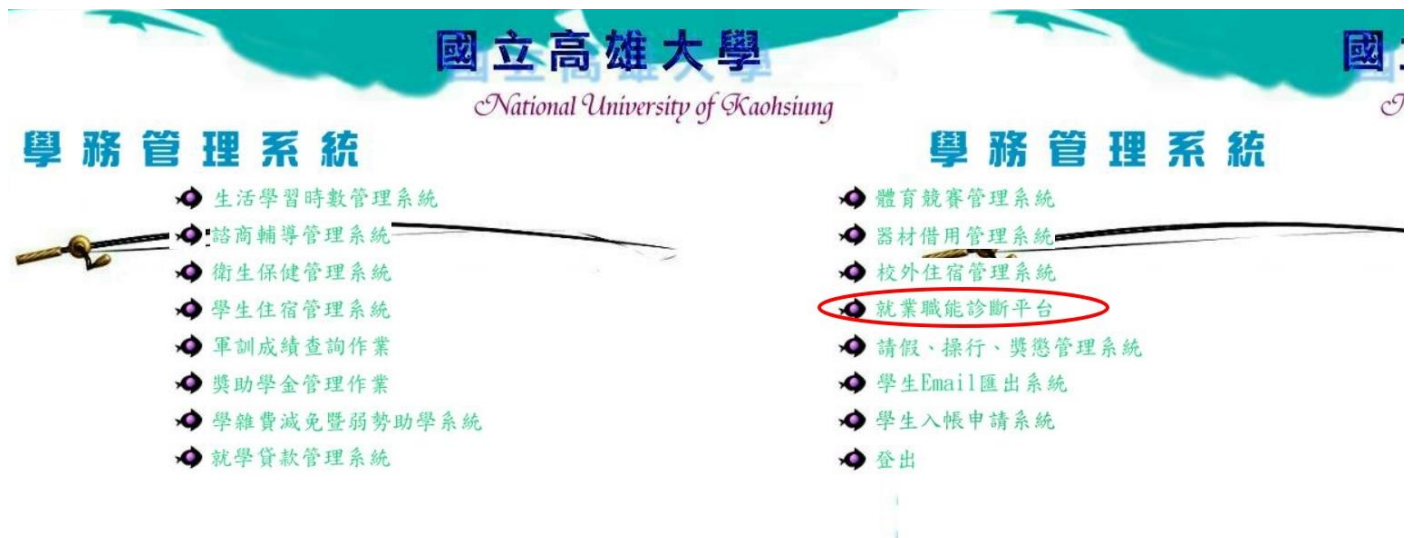 國立高雄大學
National University of Kaohsiung
學務管理系統
生活學習時數管理系統
諮商輔導管理系統
衛生保健管理系統
學生住宿管理系統
軍訓成績查詢作業
獎助學金管理作業
學雜費減免暨弱勢助學系統
就學貸款管理系統
國
學務管理系統
體育競賽管理系統
器材借用管理系統
校外住宿管理系統
就業職能診斷平台
請假、操行、獎懲管理系統
學生Email匯出系統
學生入帳申請系統
登出